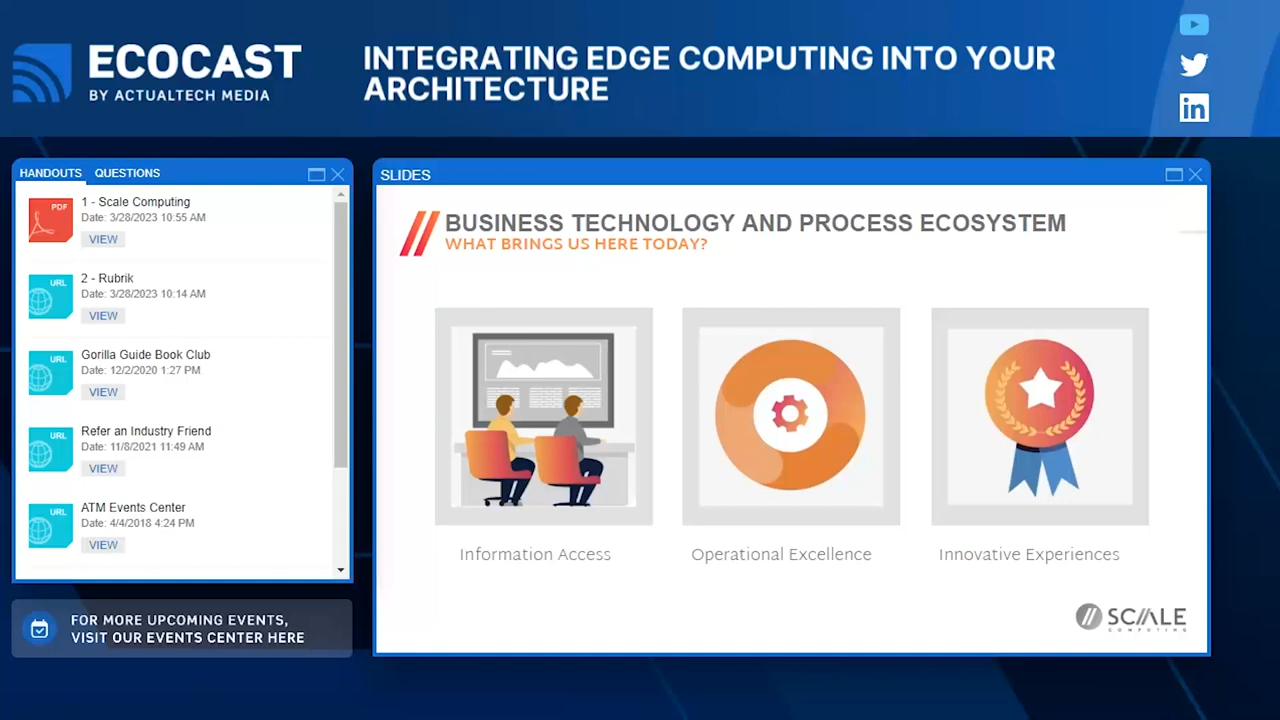 ECOCAST
BY ACTUALTECH MEDIA
INTEGRATING EDGE COMPUTING INTO YOUR
ARCHITECTURE
in
HANDOUTS QUESTIONS
PDF
1 - Scale Computing
Date: 3/28/2023 10:55 AM
VIEW
URL
2 - Rubrik
Date: 3/28/2023 10:14 AM
VIEW
URL
Gorilla Guide Book Club
Date: 12/2/2020 1:27 PM
VIEW
URL
Refer an Industry Friend
Date: 11/8/2021 11:49 AM
VIEW
URL
ATM Events Center
Date: 4/4/2018 4:24 PM
VIEW
FOR MORE UPCOMING EVENTS,
VISIT OUR EVENTS CENTER HERE
SLIDES
BUSINESS TECHNOLOGY AND PROCESS ECOSYSTEM
WHAT BRINGS US HERE TODAY?
Information Access
Operational Excellence
Innovative Experiences
SCALE
COMPUTING